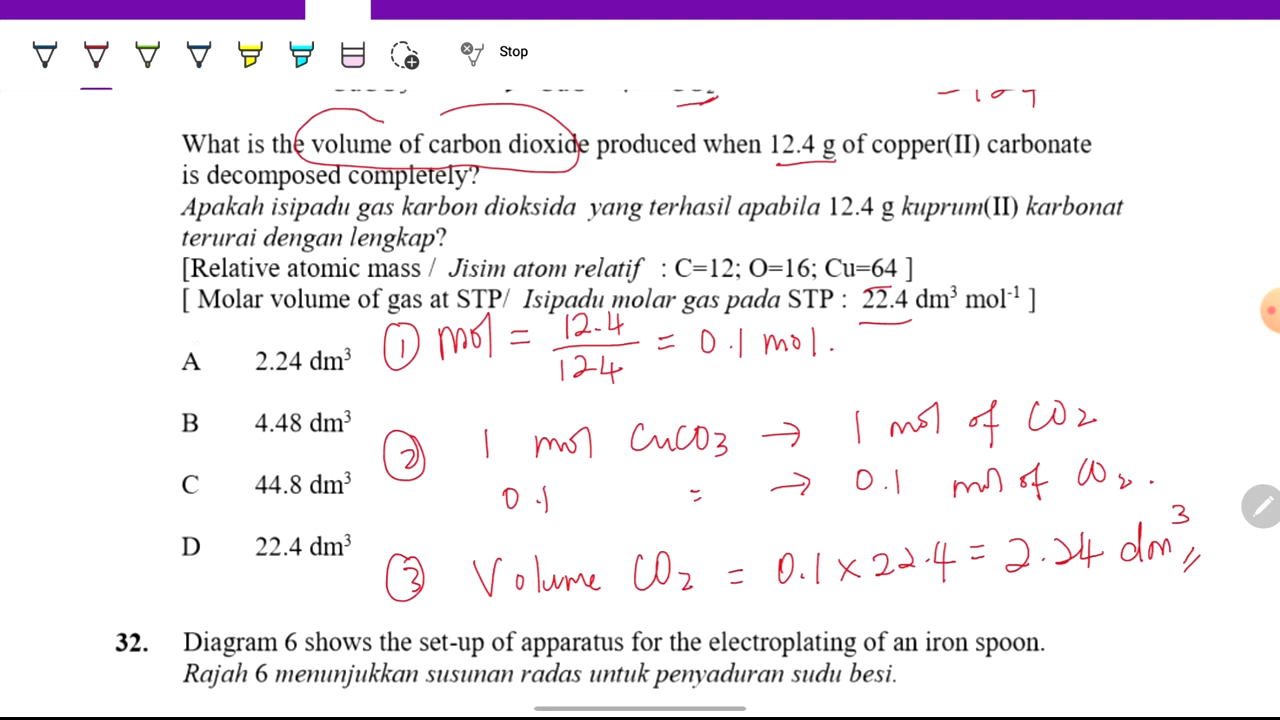 Stop
= 124
What is the volume of carbon dioxide produced when 12.4 g of copper(II) carbonate
is decomposed completely?
Apakah isipadu gas karbon dioksida yang terhasil apabila 12.4 g kuprum(II) karbonat
terurai dengan lengkap?
[Relative atomic mass / Jisim atom relatif : C=12; O=16; Cu=64 ]
[ Molar volume of gas at STP/ Isipadu molar gas pada STP : 22.4 dm³ mol⁻¹ ]
① mol = 12.4 / 124 = 0.1 mol.
A 2.24 dm³
B 4.48 dm³
② 1 mol CuCO3 → 1 mol of CO2
C 44.8 dm³
0.1 = → 0.1 mol of CO2.
D 22.4 dm³
③ Volume CO2 = 0.1 × 22.4 = 2.24 dm³//
32. Diagram 6 shows the set-up of apparatus for the electroplating of an iron spoon.
Rajah 6 menunjukkan susunan radas untuk penyaduran sudu besi.